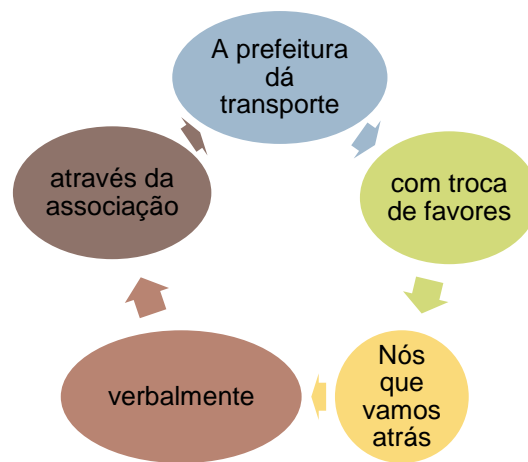 A prefeitura
dá
transporte
com troca
de favores
Nós
que
vamos
atrás
verbalmente
através da
associação